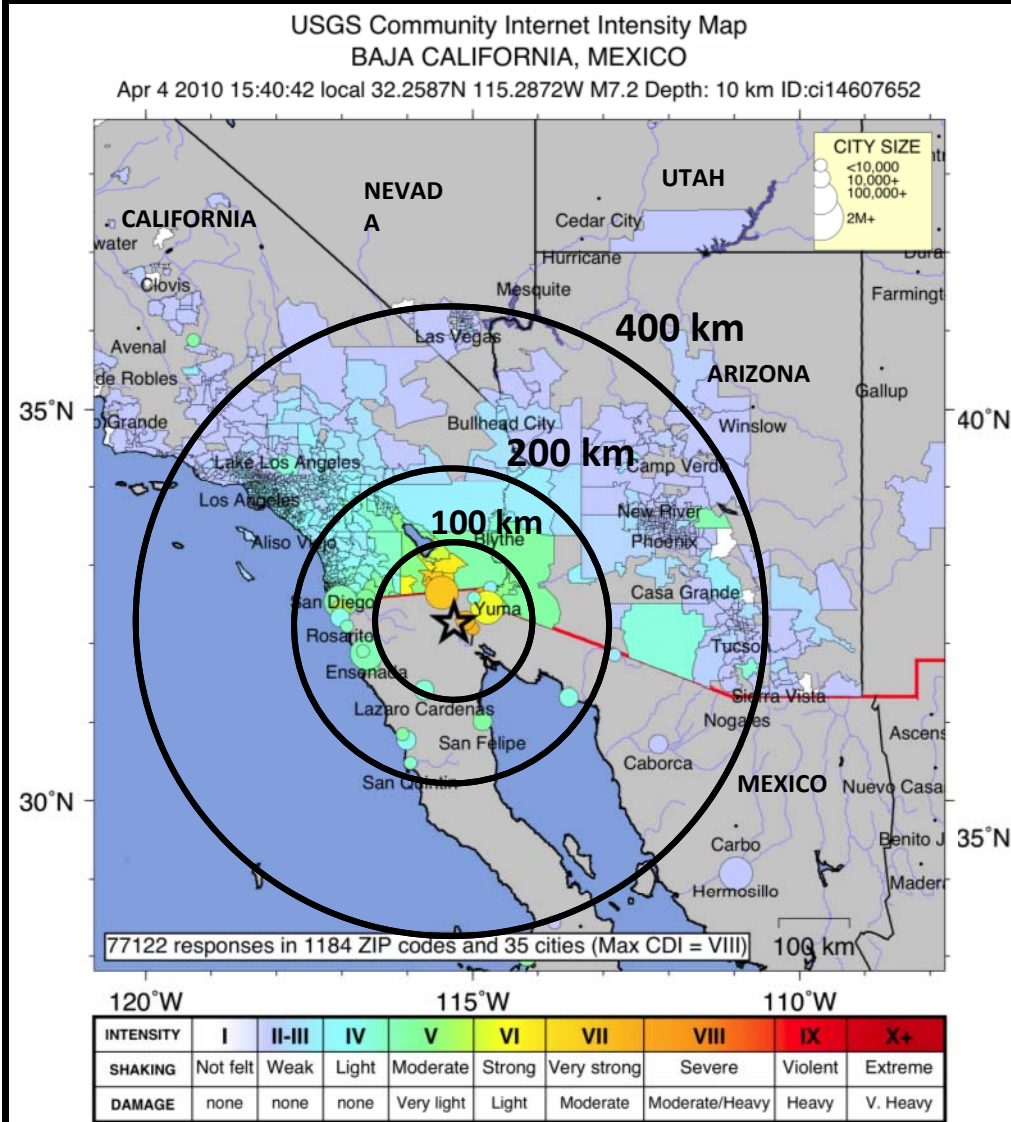 USGS Community Internet Intensity Map
BAJA CALIFORNIA, MEXICO
Apr 4 2010 15:40:42 local 32.2587N 115.2872W M7.2 Depth: 10 km ID:ci14607652
CITY SIZE
<10,000
10,000+
100,000+
2M+
NEVAD
A
UTAH
CALIFORNIA
Cedar City
water
Hurricane
Clovis
Mesquite
Farmingt
400 km
Las Vegas
Avenal
ARIZONA
de Robles
Gallup
35°N
40°N
Grande
Bullhead City
Winslow
200 km
Lake Los Angeles
Camp Verde
Los Angeles
100 km
New River
Aliso Viejo
Blythe
Phoenix
San Diego
Yuma
Casa Grande
Rosarito
Tucson
Ensenada
Sierra Vista
Lazaro Cardenas
Nogales
Ascens
San Felipe
Caborca
San Quintin
MEXICO
Nuevo Casa
30°N
Carbo
Benito J
35°N
Hermosillo
Madera
77122 responses in 1184 ZIP codes and 35 cities (Max CDI = VIII)
100 km
120°W
115°W
110°W
INTENSITY I II-III IV V VI VII VIII IX X+
SHAKING Not felt Weak Light Moderate Strong Very strong Severe Violent Extreme
DAMAGE none none none Very light Light Moderate Moderate/Heavy Heavy V. Heavy